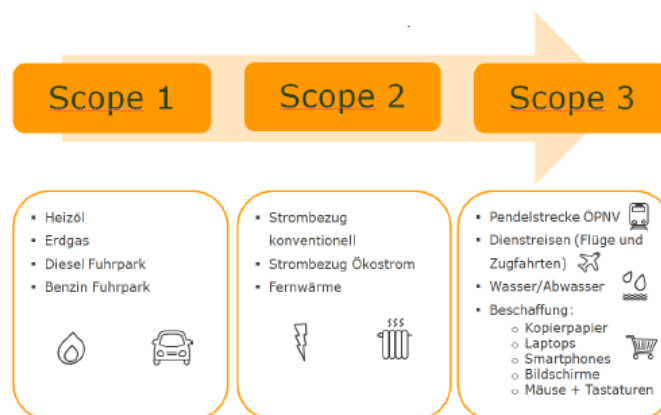 Scope 1
Scope 2
Scope 3
▪ Heizöl
▪ Erdgas
▪ Diesel Fuhrpark
▪ Benzin Fuhrpark
▪ Strombezug
konventionell
▪ Strombezug Ökostrom
▪ Fernwärme
▪ Pendelstrecke ÖPNV
▪ Dienstreisen (Flüge und
Zugfahrten)
▪ Wasser/Abwasser
▪ Beschaffung:
o Kopierpapier
o Laptops
o Smartphones
o Bildschirme
o Mäuse + Tastaturen